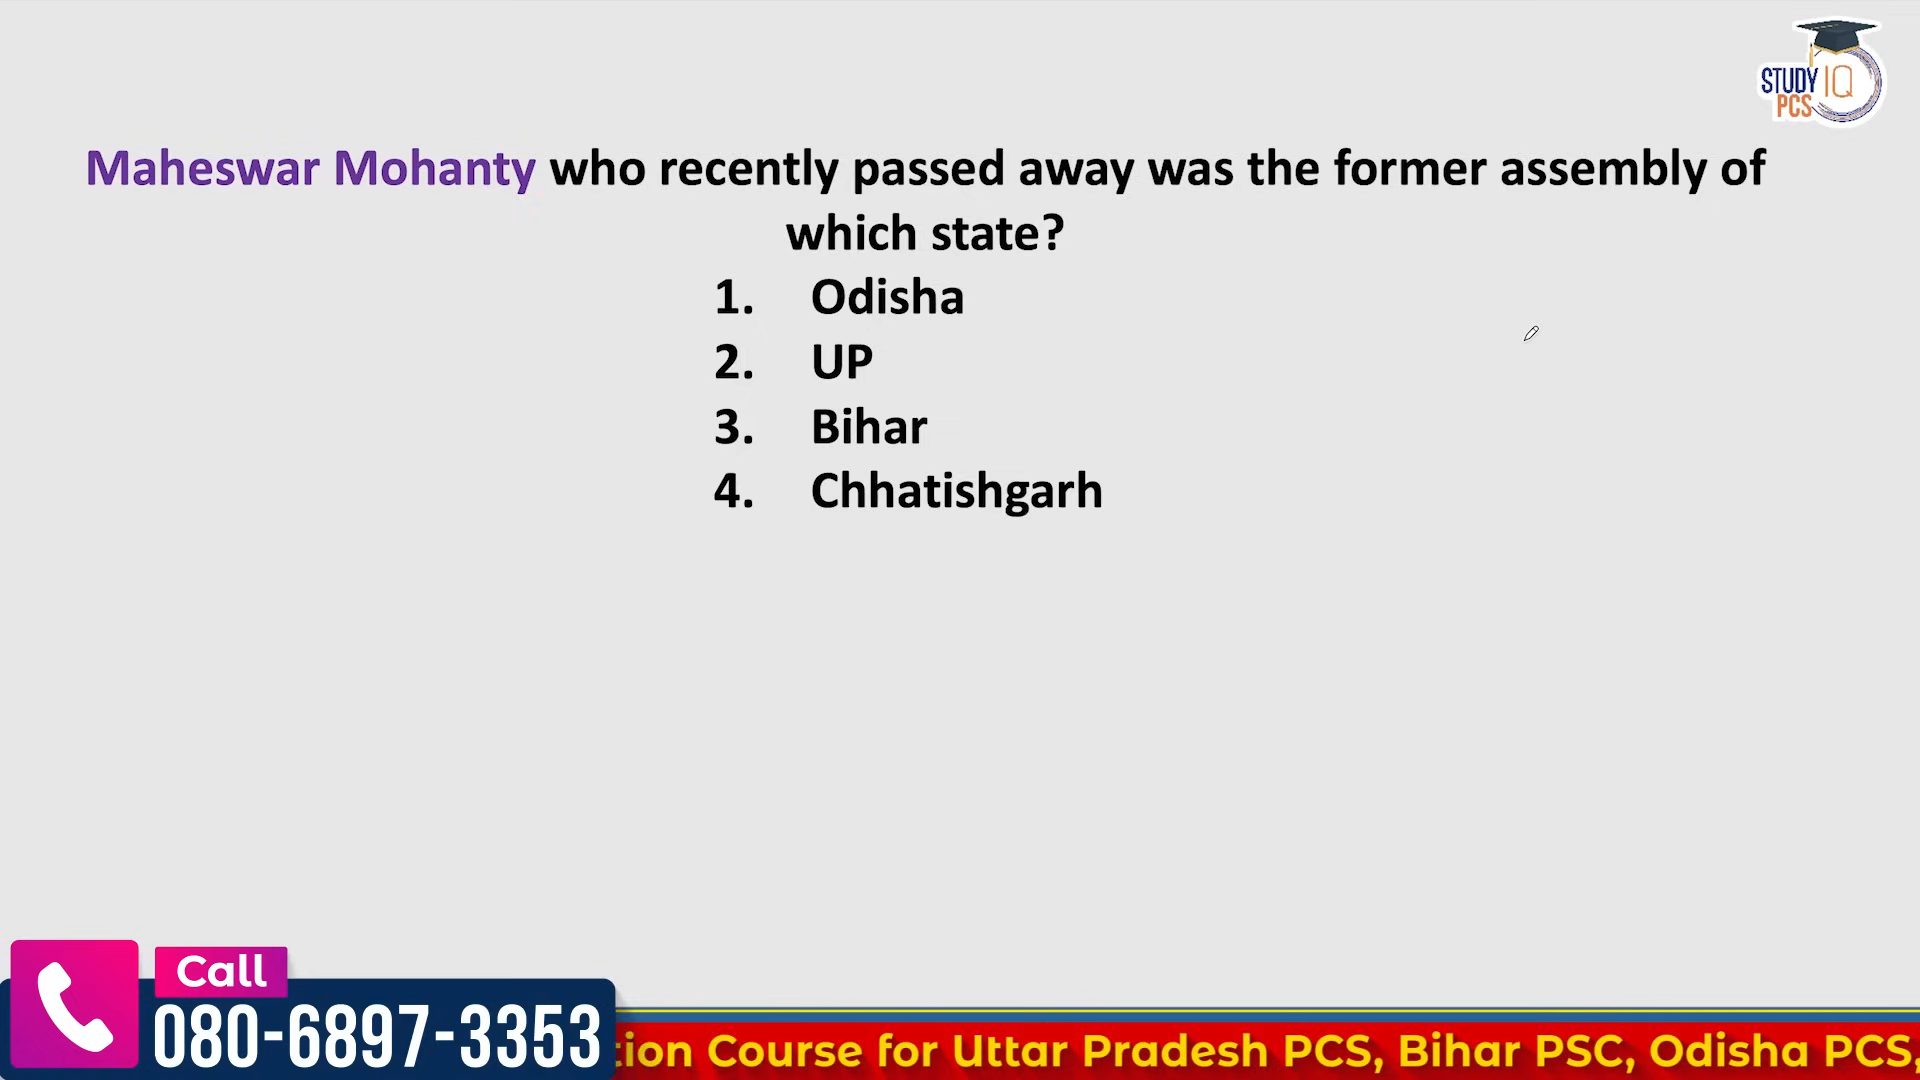 STUDY IQ
PCS
Maheswar Mohanty who recently passed away was the former assembly of
which state?
1. Odisha
2. UP
3. Bihar
4. Chhatishgarh
Call
080-6897-3353
tion Course for Uttar Pradesh PCS, Bihar PSC, Odisha PCS,